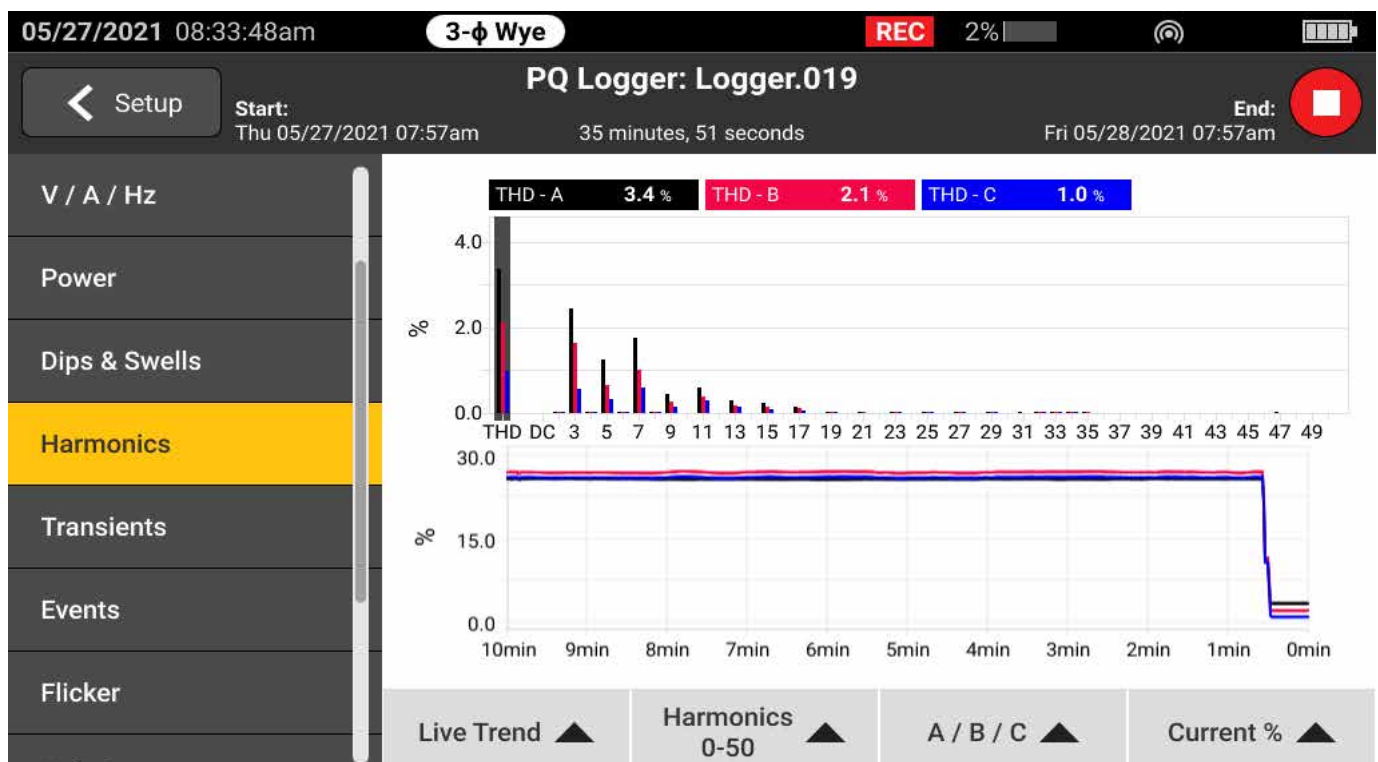 05/27/2021 08:33:48am 3-ϕ Wye REC 2%
PQ Logger: Logger.019
Setup
Start:
Thu 05/27/2021 07:57am
35 minutes, 51 seconds
End:
Fri 05/28/2021 07:57am
V / A / Hz
Power
Dips & Swells
Harmonics
Transients
Events
Flicker
THD - A 3.4 % THD - B 2.1 % THD - C 1.0 %
4.0
%
2.0
0.0
THD DC 3 5 7 9 11 13 15 17 19 21 23 25 27 29 31 33 35 37 39 41 43 45 47 49
30.0
%
15.0
0.0
10min 9min 8min 7min 6min 5min 4min 3min 2min 1min 0min
Live Trend
Harmonics
0-50
A / B / C
Current %